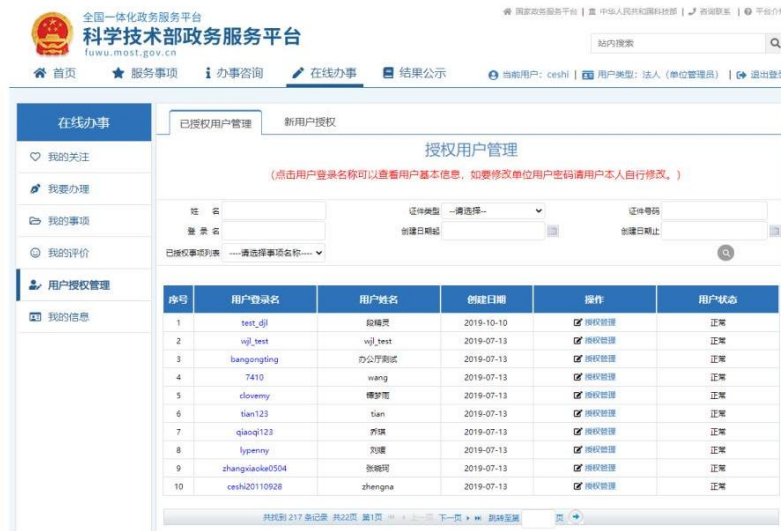 国家政务服务平台 | 中华人民共和国科技部 | 咨询联系 | 平台介绍
全国一体化政务服务平台
科学技术部政务服务平台
fuwu.most.gov.cn
站内搜索
首页 服务事项 办事咨询 在线办事 结果公示 当前用户：ceshi | 用户类型：法人（单位管理员） | 退出登录
在线办事
我的关注
我要办理
我的事项
我的评价
用户授权管理
我的信息
已授权用户管理 新用户授权
授权用户管理
(点击用户登录名称可以查看用户基本信息，如要修改单位用户密码请用户本人自行修改。)
姓 名 证件类型 --请选择-- 证件号码
登 录 名 创建日期起 创建日期止
已授权事项列表 ----请选择事项名称----
序号 用户登录名 用户姓名 创建日期 操作 用户状态
1 test_djl 段精灵 2019-10-10 授权管理 正常
2 wjl_test wjl_test 2019-07-13 授权管理 正常
3 bangongting 办公厅测试 2019-07-13 授权管理 正常
4 7410 wang 2019-07-13 授权管理 正常
5 clovemy 2019-07-13 授权管理 正常
6 tian123 tian 2019-07-13 授权管理 正常
7 qiaoqi123 乔琪 2019-07-13 授权管理 正常
8 lypenny 2019-07-13 授权管理 正常
9 zhangxiaoke0504 2019-07-13 授权管理 正常
10 ceshi20110928 zhengna 2019-07-13 授权管理 正常
共找到 217 条记录 共22页 第1页 上一页 下一页 跳转至第 页